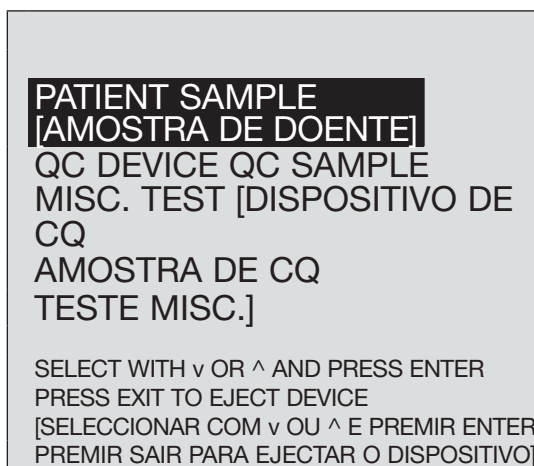 PATIENT SAMPLE
[AMOSTRA DE DOENTE]
QC DEVICE QC SAMPLE
MISC. TEST [DISPOSITIVO DE
CQ
AMOSTRA DE CQ
TESTE MISC.]
SELECT WITH v OR ^ AND PRESS ENTER
PRESS EXIT TO EJECT DEVICE
[SELECCIONAR COM v OU ^ E PREMIR ENTER
PREMIR SAIR PARA EJECTAR O DISPOSITIVO]